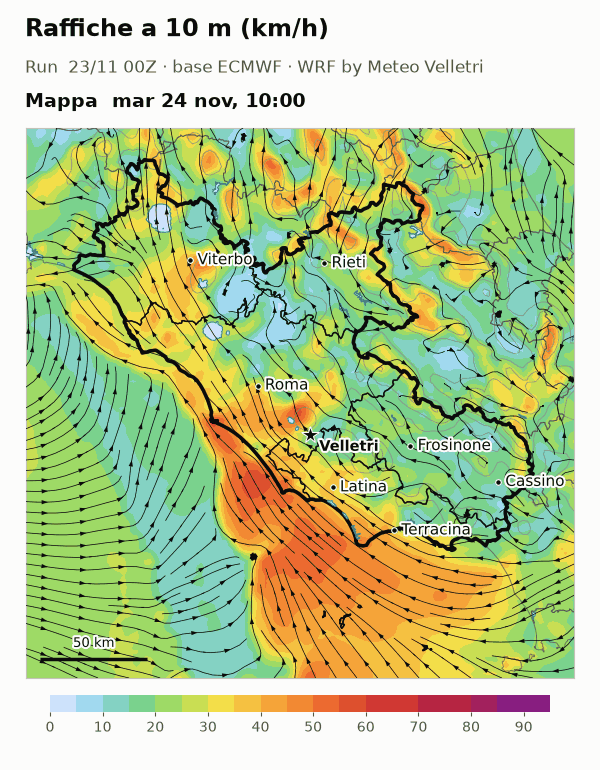 Raffiche a 10 m (km/h)
Run  23/11 00Z · base ECMWF · WRF by Meteo Velletri
Mappa  mar 24 nov, 10:00
Viterbo
Rieti
Roma
Velletri
Frosinone
Cassino
Latina
Terracina
50 km
0 10 20 30 40 50 60 70 80 90